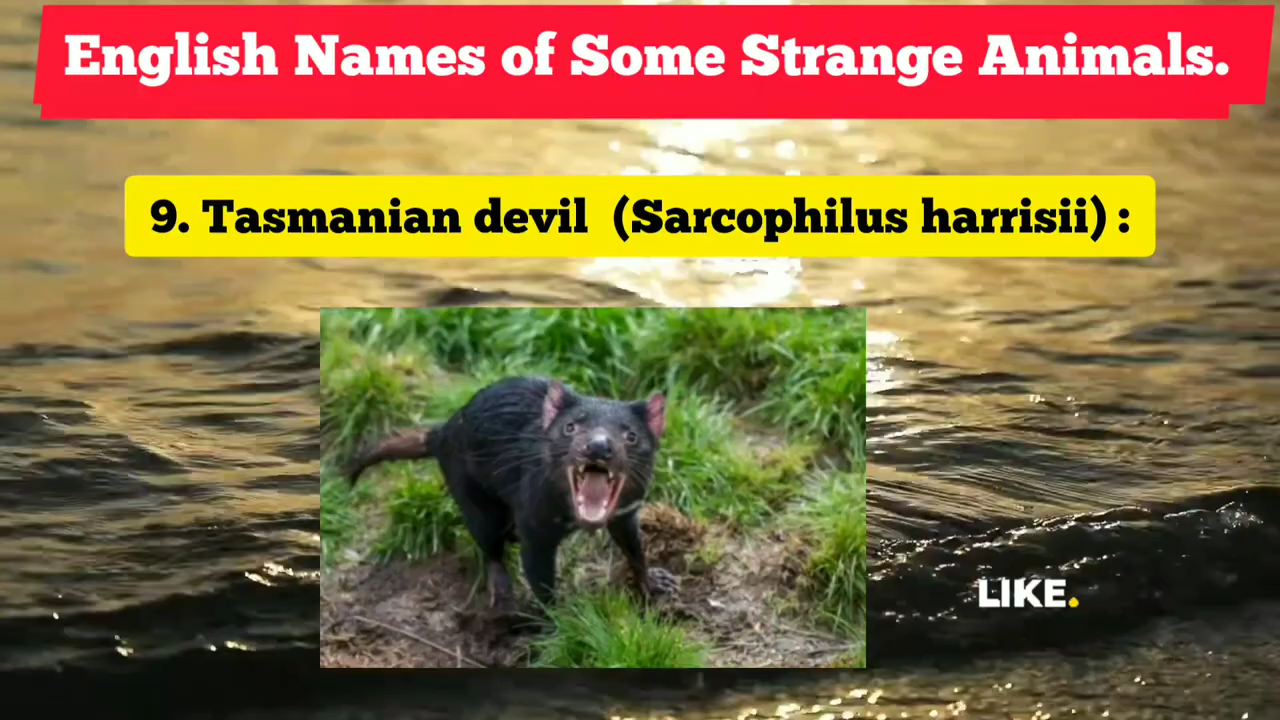 English Names of Some Strange Animals.
9. Tasmanian devil (Sarcophilus harrisii) :
LIKE.